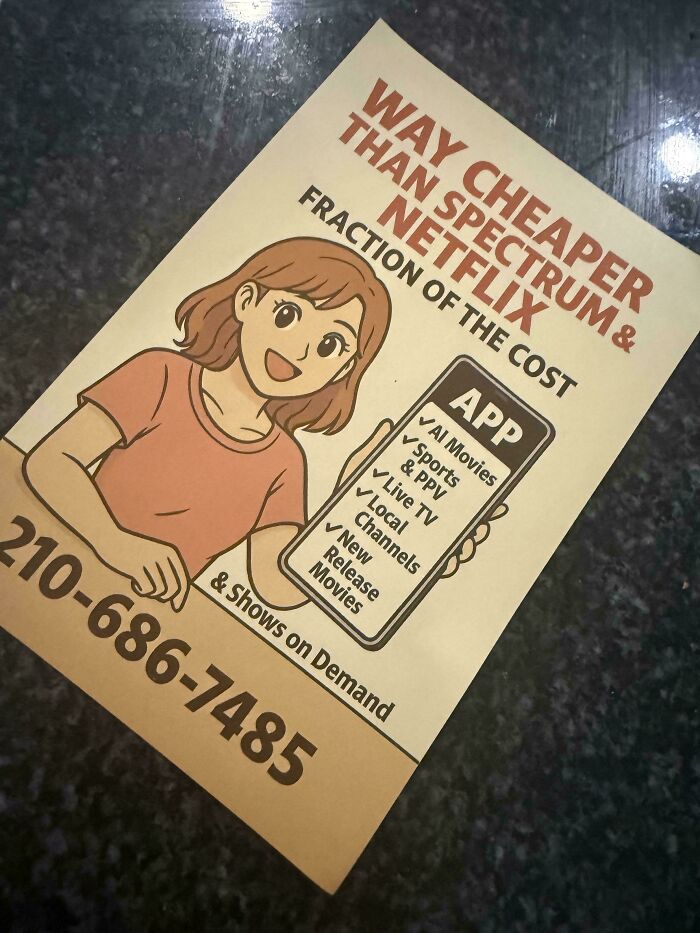 WAY CHEAPER
THAN SPECTRUM &
NETFLIX
FRACTION OF THE COST
APP
✓AI Movies
✓Sports
& PPV
✓Live TV
✓Local
Channels
✓New
Release
Movies
& Shows on Demand
210-686-7485